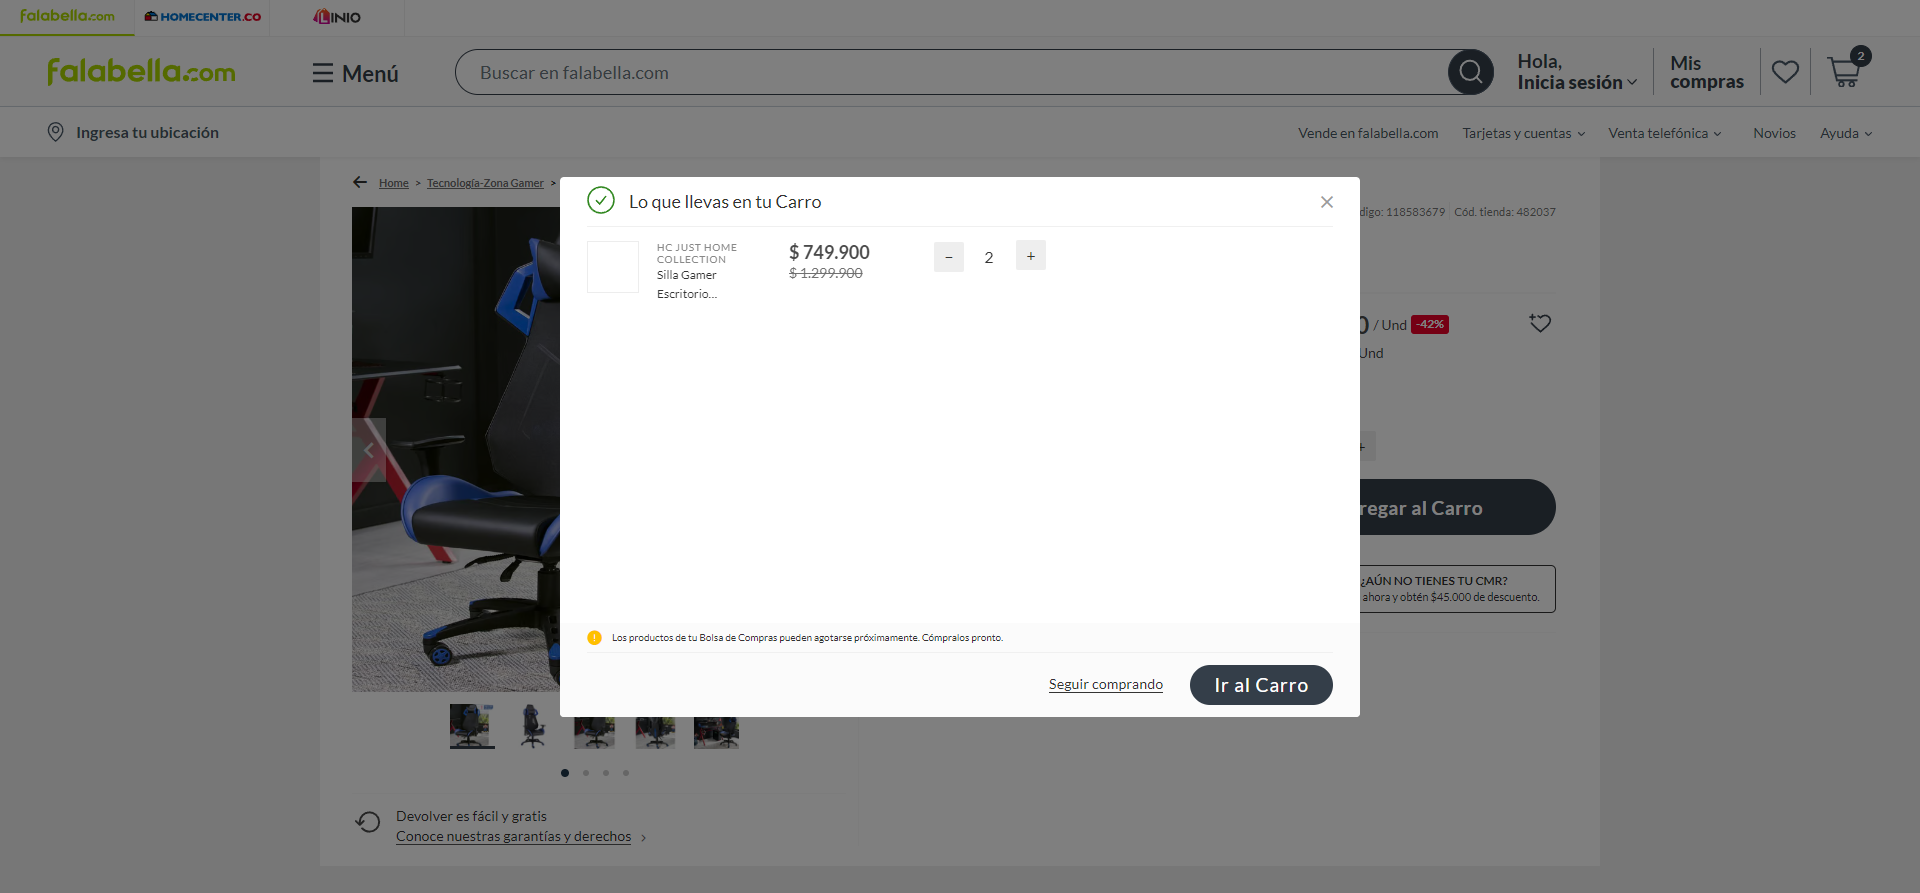 falabella.com
HOMECENTER.CO
LINIO
falabella.com
Menú
Buscar en falabella.com
Hola,
Inicia sesión
Mis
compras
2
Ingresa tu ubicación
Vende en falabella.com
Tarjetas y cuentas
Venta telefónica
Novios
Ayuda
Home > Tecnología-Zona Gamer >
Lo que llevas en tu Carro
digo: 118583679
Cód. tienda: 482037
HC JUST HOME
COLLECTION
Silla Gamer
Escritorio...
$ 749.900
$ 1.299.900
−
2
+
0 / Und -42%
Und
+
regar al Carro
¿AÚN NO TIENES TU CMR?
ahora y obtén $45.000 de descuento.
Los productos de tu Bolsa de Compras pueden agotarse próximamente. Cómpralos pronto.
Seguir comprando
Ir al Carro
Devolver es fácil y gratis
Conoce nuestras garantías y derechos